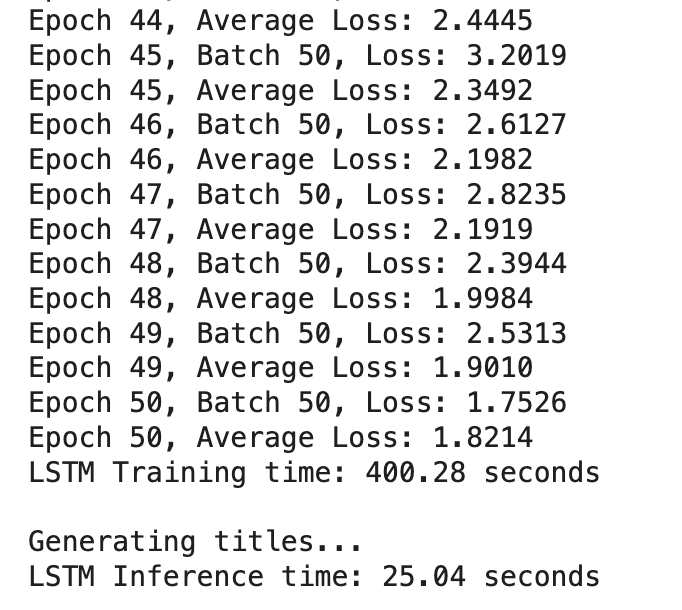 Epoch 44, Average Loss: 2.4445
Epoch 45, Batch 50, Loss: 3.2019
Epoch 45, Average Loss: 2.3492
Epoch 46, Batch 50, Loss: 2.6127
Epoch 46, Average Loss: 2.1982
Epoch 47, Batch 50, Loss: 2.8235
Epoch 47, Average Loss: 2.1919
Epoch 48, Batch 50, Loss: 2.3944
Epoch 48, Average Loss: 1.9984
Epoch 49, Batch 50, Loss: 2.5313
Epoch 49, Average Loss: 1.9010
Epoch 50, Batch 50, Loss: 1.7526
Epoch 50, Average Loss: 1.8214
LSTM Training time: 400.28 seconds
Generating titles...
LSTM Inference time: 25.04 seconds